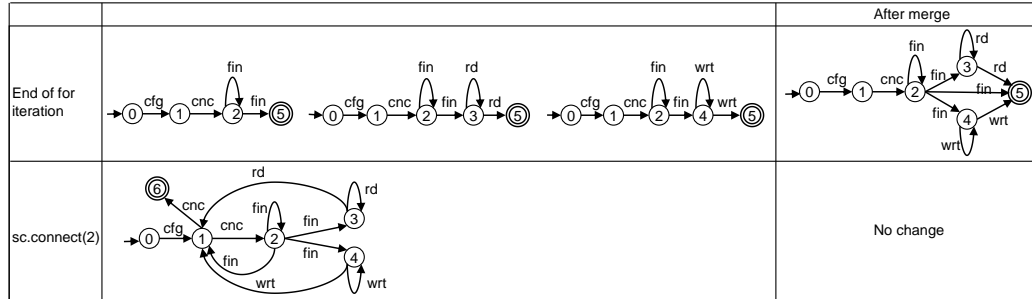 After merge
End of for
iteration
0 cfg 1 cnc 2 fin fin 5
0 cfg 1 cnc 2 fin fin 3 rd rd 5
0 cfg 1 cnc 2 fin fin 4 wrt wrt 5
0 cfg 1 cnc 2 fin fin 3 rd rd fin 5 fin 4 wrt wrt
sc.connect(2)
6 cnc rd rd
0 cfg 1 cnc 2 fin fin 3
fin fin 4
wrt wrt
No change